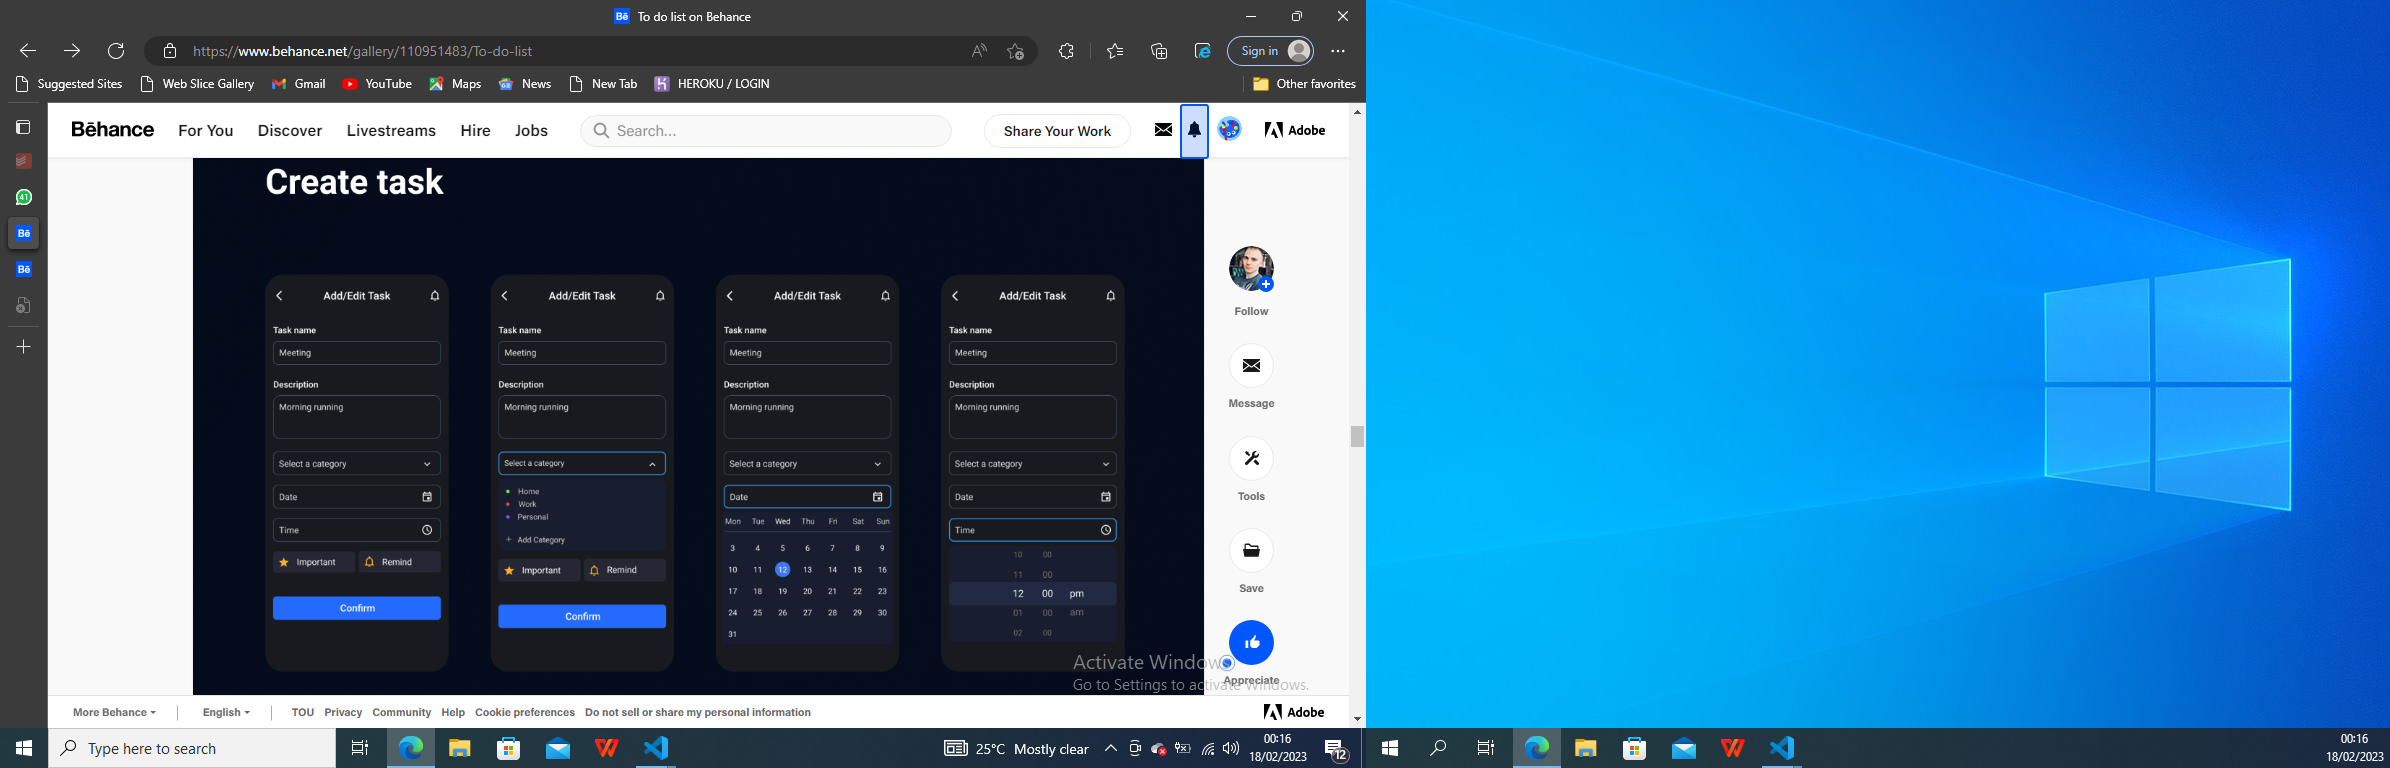 To do list on Behance
https://www.behance.net/gallery/110951483/To-do-list
Sign in
Suggested Sites
Web Slice Gallery
Gmail
YouTube
Maps
News
New Tab
HEROKU / LOGIN
Other favorites
41
Bēhance
For You
Discover
Livestreams
Hire
Jobs
Search...
Share Your Work
Adobe
Create task
Add/Edit Task
Task name
Meeting
Description
Morning running
Select a category
Date
Time
Important
Remind
Confirm
Add/Edit Task
Task name
Meeting
Description
Morning running
Select a category
Home
Work
Personal
+ Add Category
Important
Remind
Confirm
Add/Edit Task
Task name
Meeting
Description
Morning running
Select a category
Date
Mon Tue Wed Thu Fri Sat Sun
3 4 5 6 7 8 9
10 11 12 13 14 15 16
17 18 19 20 21 22 23
24 25 26 27 28 29 30
31
Add/Edit Task
Task name
Meeting
Description
Morning running
Select a category
Date
Time
10 00
11 00
12 00 pm
01 00 am
02 00
Follow
Message
Tools
Save
Appreciate
Activate Windows
Go to Settings to activate Windows.
More Behance
English
TOU
Privacy
Community
Help
Cookie preferences
Do not sell or share my personal information
Adobe
Type here to search
25°C Mostly clear
00:16
18/02/2023
12
00:16
18/02/2023